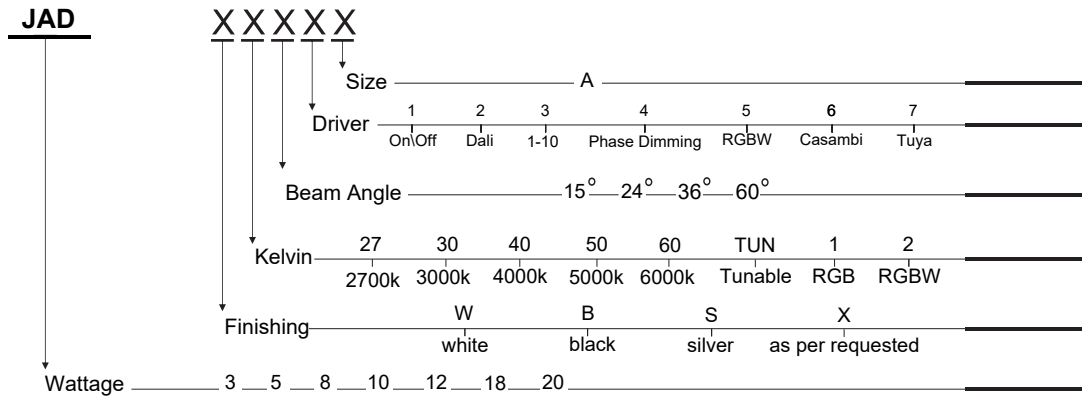 JAD X X X X X
Size A
1 2 3 4 5 6 7
Driver
On\Off Dali 1-10 Phase Dimming RGBW Casambi Tuya
Beam Angle 15° 24° 36° 60°
27 30 40 50 60 TUN 1 2
Kelvin
2700k 3000k 4000k 5000k 6000k Tunable RGB RGBW
W B S X
Finishing
white black silver as per requested
Wattage 3 5 8 10 12 18 20